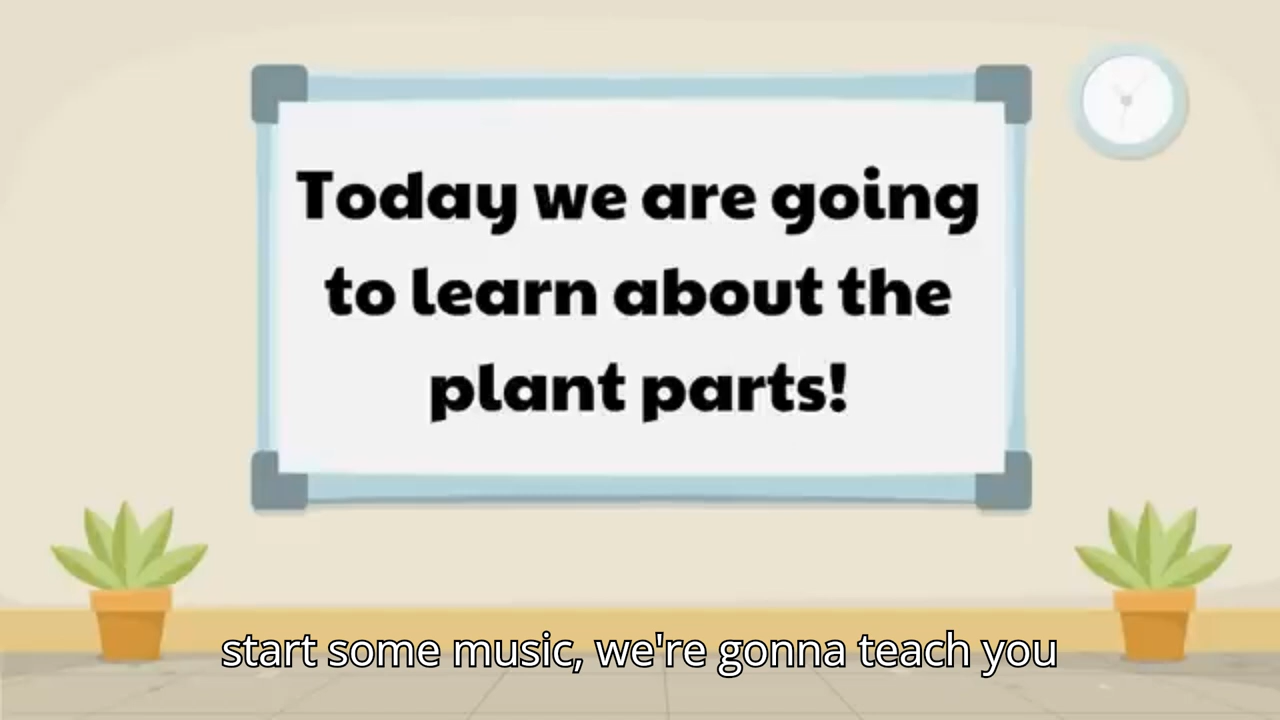 Today we are going
to learn about the
plant parts!
start some music, we're gonna teach you